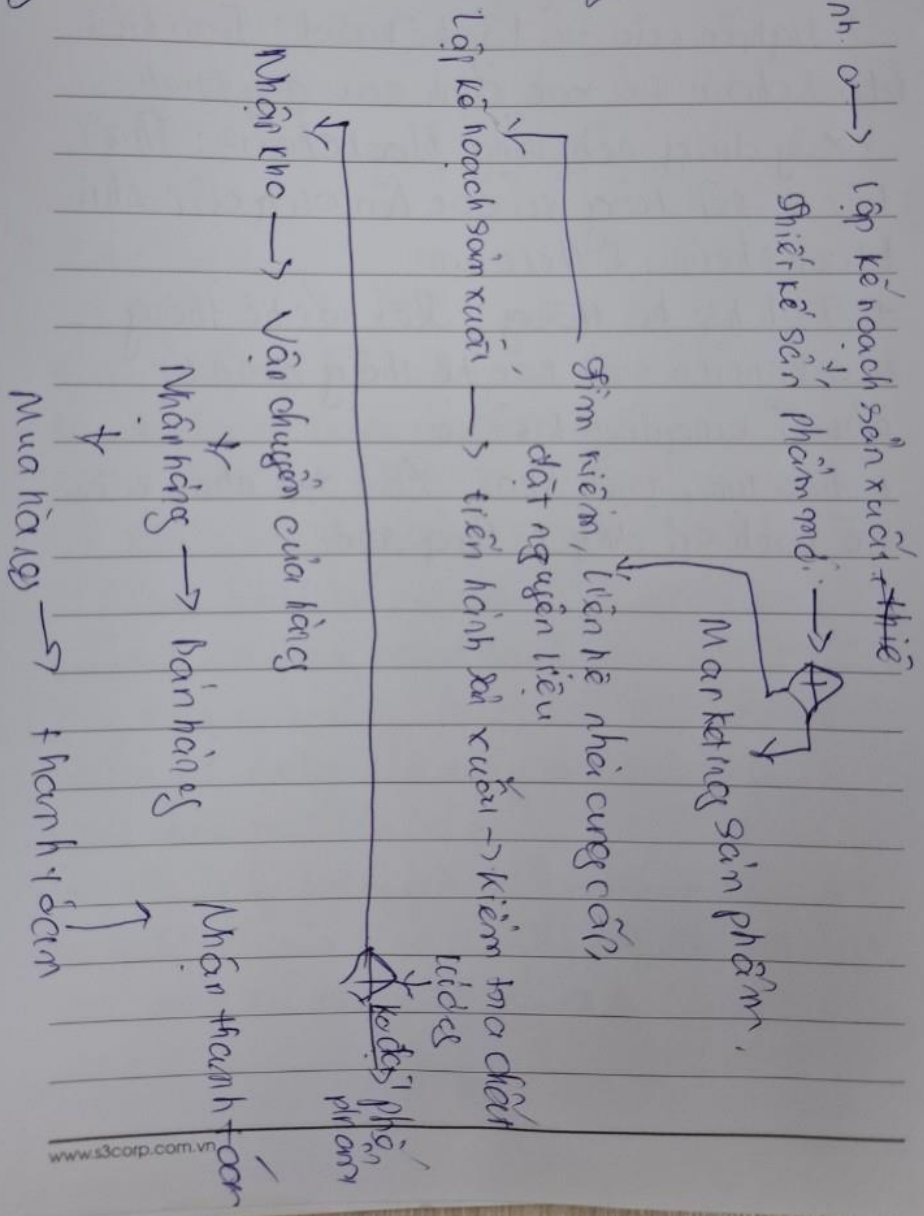 nh. O → lập kế hoạch sản xuất + thiê
thiết kế sản phẩm mới. →
Marketing sản phẩm.
tìm kiếm, liên hệ nhà cung cấp,
đặt nguyên liệu
lập kế hoạch sản xuất → tiến hành sản xuất → kiểm tra chất
lượng
ko đạt phế
phẩm
Nhập kho → Vận chuyển cửa hàng
Nhận hàng → bán hàng
Nhận thanh toán
Mua hàng → thanh toán
www.s3corp.com.vn